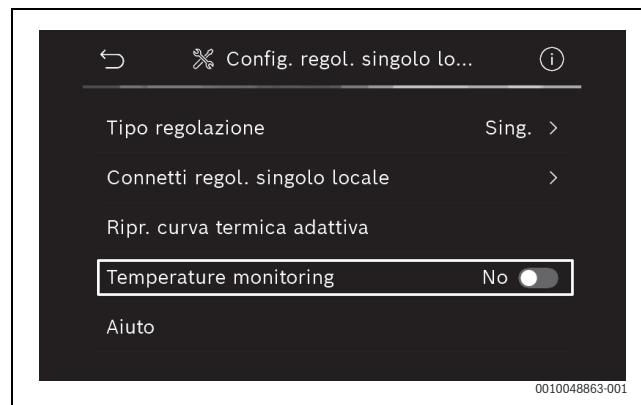 Config. regol. singolo lo...
Tipo regolazione Sing. >
Connetti regol. singolo locale >
Ripr. curva termica adattiva
Temperature monitoring No
Aiuto
0010048863-001